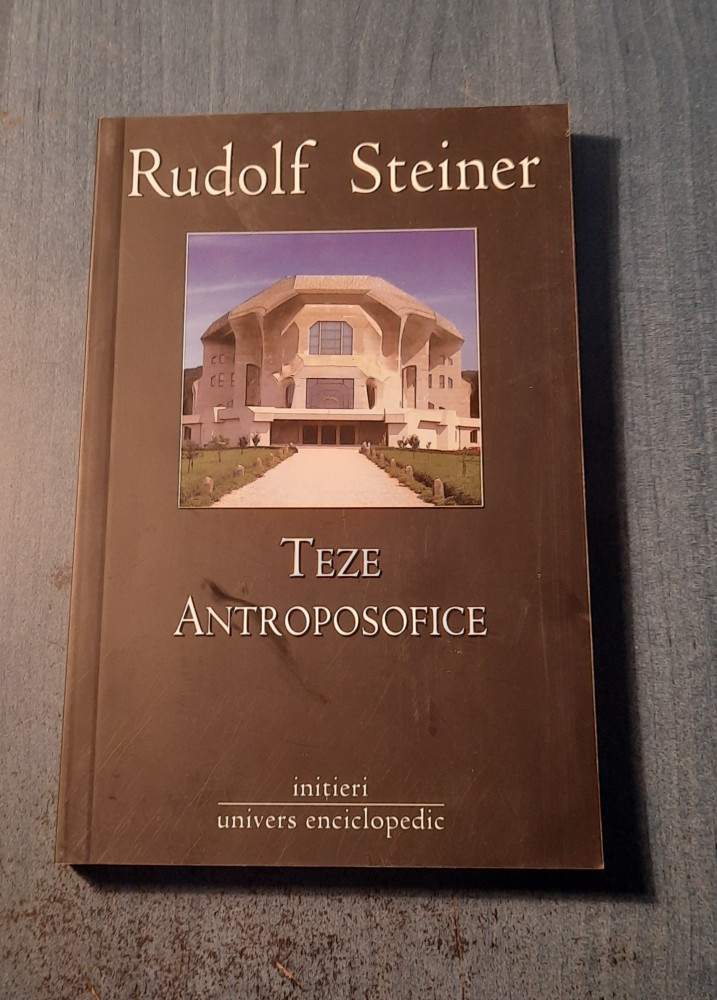 Rudolf Steiner
TEZE
ANTROPOSOFICE
inițieri
univers enciclopedic